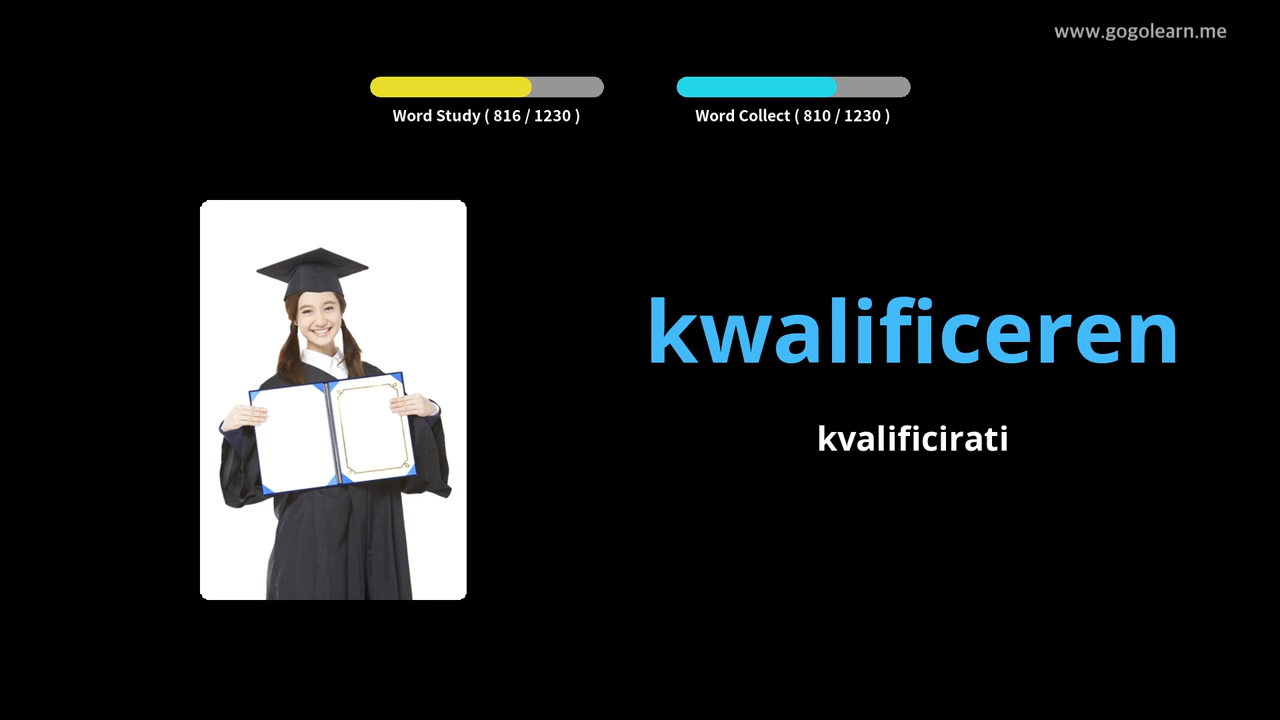 www.gogolearn.me
Word Study ( 816 / 1230 )
Word Collect ( 810 / 1230 )
kwalificeren
kvalificirati